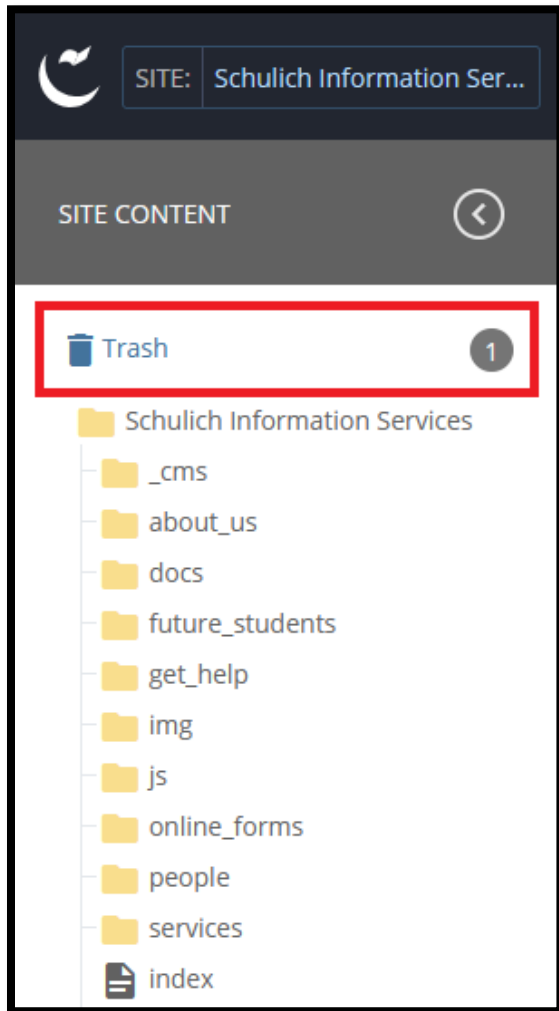 SITE: Schulich Information Ser...
SITE CONTENT
Trash 1
Schulich Information Services
_cms
about_us
docs
future_students
get_help
img
js
online_forms
people
services
index